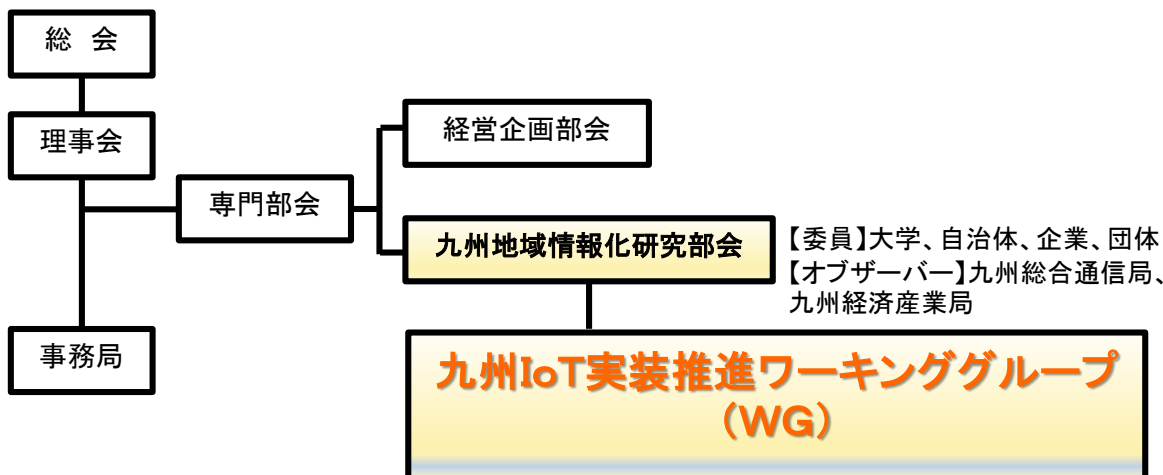 総　会
理事会
経営企画部会
専門部会
九州地域情報化研究部会
【委員】大学、自治体、企業、団体
【オブザーバー】九州総合通信局、
九州経済産業局
事務局
九州IoT実装推進ワーキンググループ
（WG）